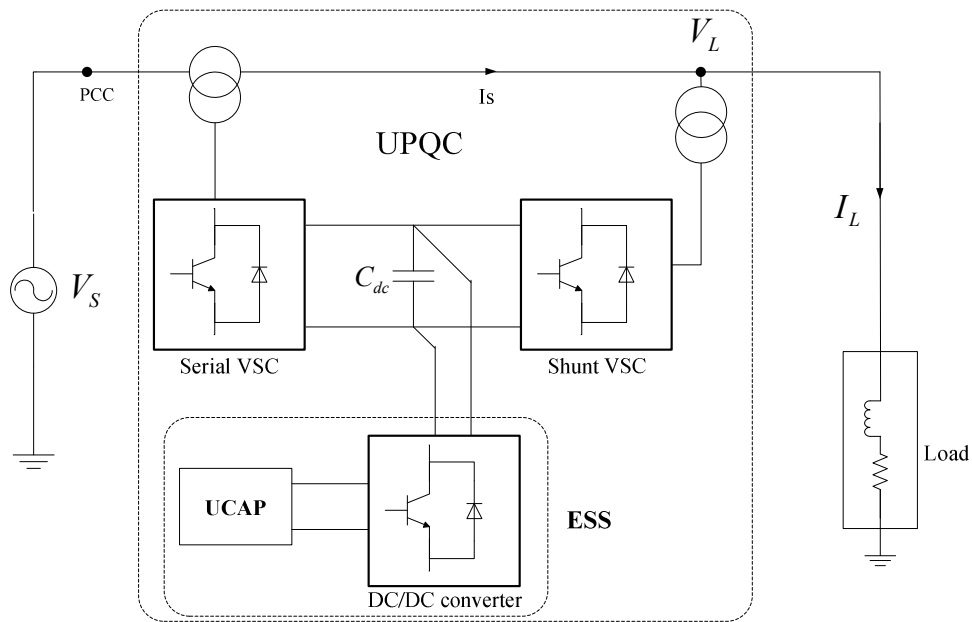 V_L
PCC
Is
UPQC
I_L
C_dc
V_S
Serial VSC
Shunt VSC
Load
UCAP
ESS
DC/DC converter